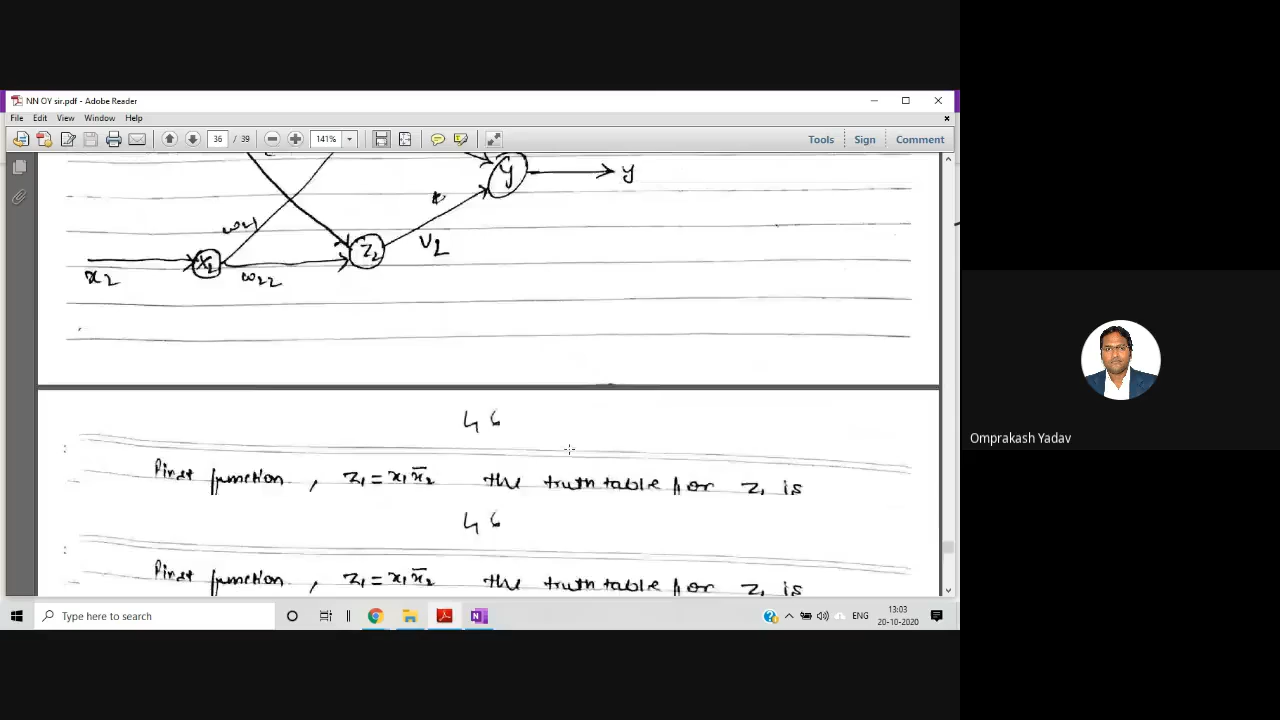 NN OY sir.pdf - Adobe Reader
File Edit View Window Help
36 / 39 141% Tools Sign Comment
y y
w21
z2
v2
x2 x2 w22
46
First function, z1 = x1x̄2 the truth table for z1 is
46
First function, z1 = x1x̄2 the truth table for z1 is
Omprakash Yadav
Type here to search
ENG
13:03
20-10-2020